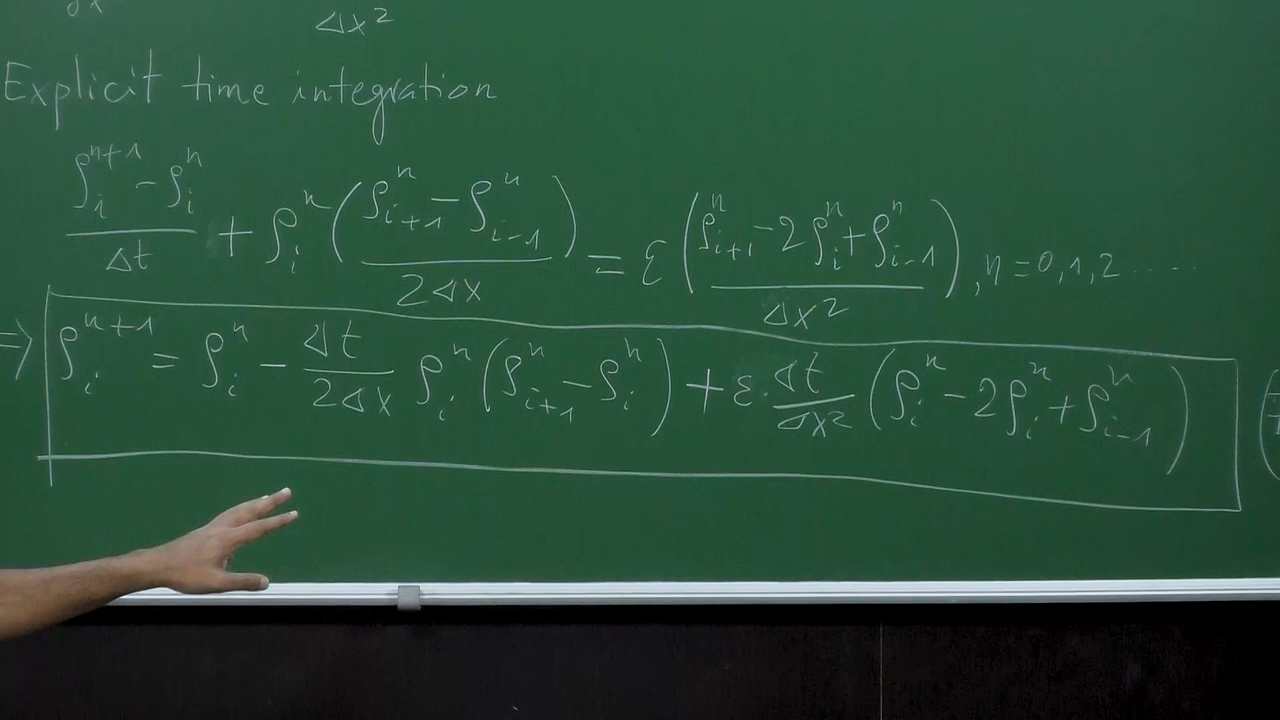 Δx²
Explicit time integration
(ρᵢⁿ⁺¹ - ρᵢⁿ)/Δt + ρᵢⁿ ((ρᵢ₊₁ⁿ - ρᵢ₋₁ⁿ)/(2Δx)) = ε ((ρᵢ₊₁ⁿ - 2ρᵢⁿ + ρᵢ₋₁ⁿ)/Δx²), n = 0, 1, 2 .....
⇒ ρᵢⁿ⁺¹ = ρᵢⁿ - Δt/(2Δx) ρᵢⁿ (ρᵢ₊₁ⁿ - ρᵢⁿ) + ε · Δt/Δx² (ρᵢⁿ - 2ρᵢⁿ + ρᵢ₋₁ⁿ)